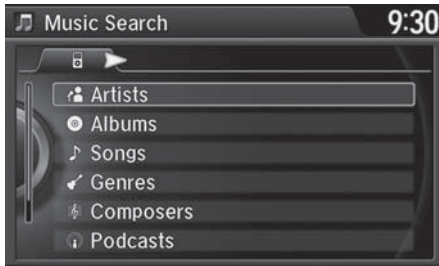 Music Search
9:30
Artists
Albums
Songs
Genres
Composers
Podcasts